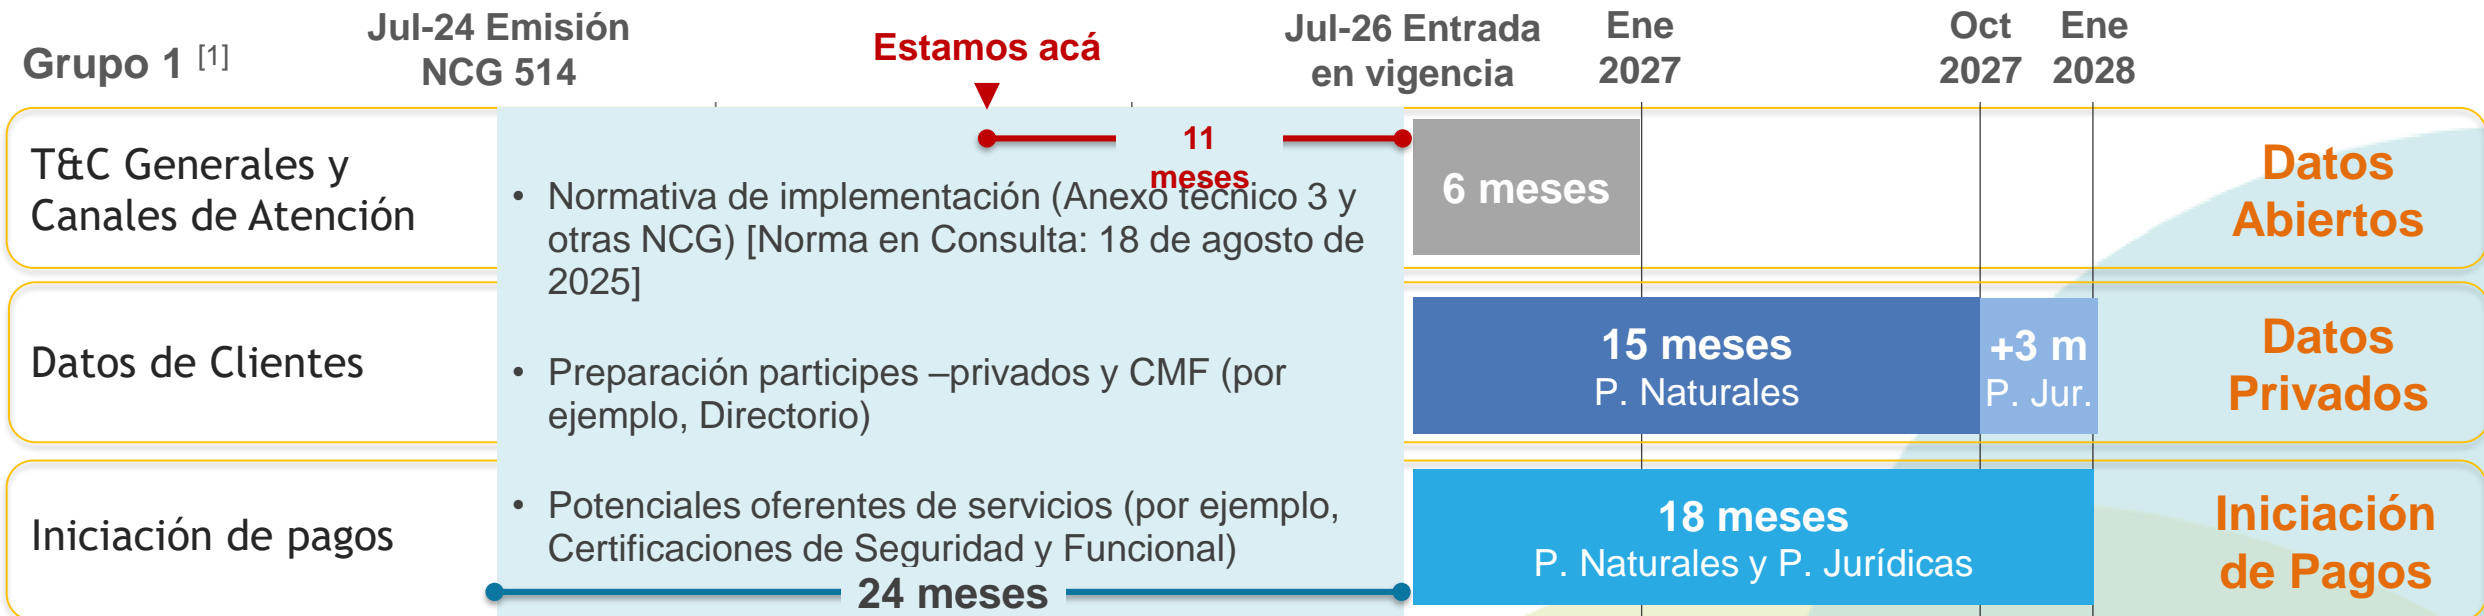 Grupo 1 [1]
Jul-24 Emisión
NCG 514
Estamos acá
Jul-26 Entrada
en vigencia
Ene
2027
Oct
2027
Ene
2028
T&C Generales y
Canales de Atención
11
meses
6 meses
Datos
Abiertos
• Normativa de implementación (Anexo técnico 3 y
otras NCG) [Norma en Consulta: 18 de agosto de
2025]
Datos de Clientes
• Preparación participes –privados y CMF (por
ejemplo, Directorio)
15 meses
P. Naturales
+3 m
P. Jur.
Datos
Privados
Iniciación de pagos
• Potenciales oferentes de servicios (por ejemplo,
Certificaciones de Seguridad y Funcional)
24 meses
18 meses
P. Naturales y P. Jurídicas
Iniciación
de Pagos